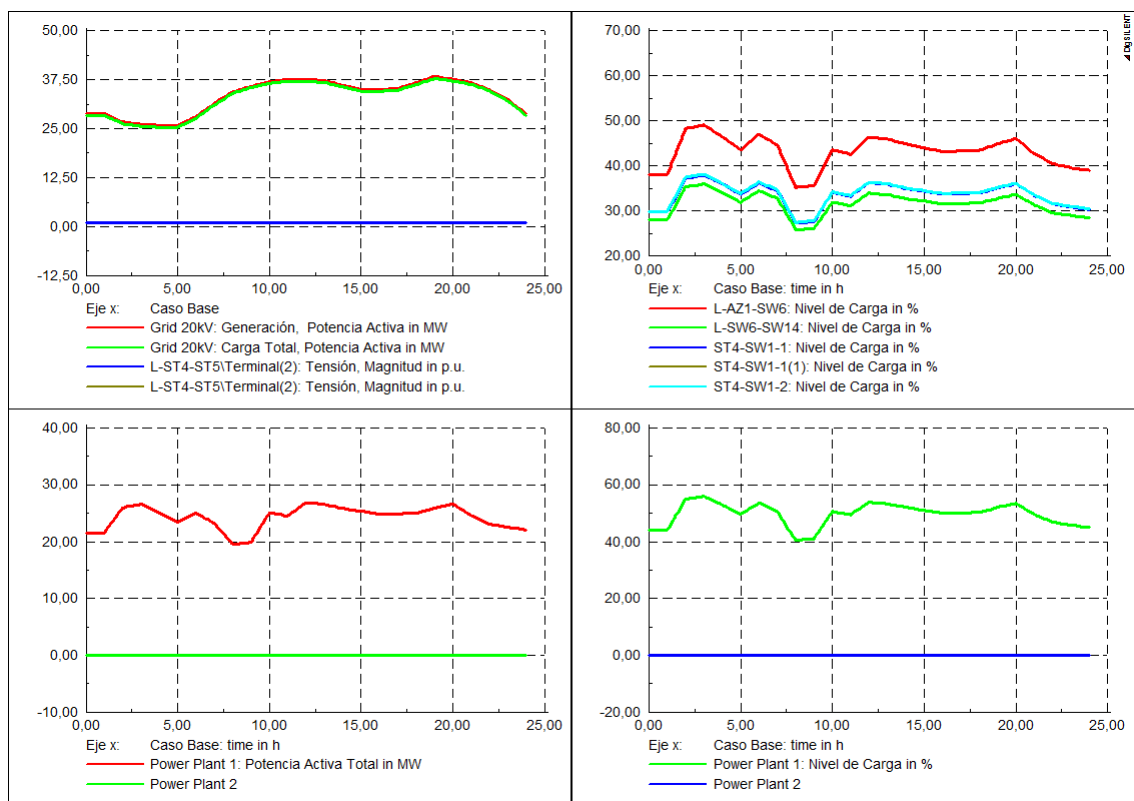 50,00
37,50
25,00
12,50
0,00
-12,50
0,00 5,00 10,00 15,00 20,00 25,00
Eje x: Caso Base
Grid 20kV: Generación, Potencia Activa in MW
Grid 20kV: Carga Total, Potencia Activa in MW
L-ST4-ST5\Terminal(2): Tensión, Magnitud in p.u.
L-ST4-ST5\Terminal(2): Tensión, Magnitud in p.u.
70,00
60,00
50,00
40,00
30,00
20,00
0,00 5,00 10,00 15,00 20,00 25,00
Eje x: Caso Base: time in h
L-AZ1-SW6: Nivel de Carga in %
L-SW6-SW14: Nivel de Carga in %
ST4-SW1-1: Nivel de Carga in %
ST4-SW1-1(1): Nivel de Carga in %
ST4-SW1-2: Nivel de Carga in %
DIgSILENT
40,00
30,00
20,00
10,00
0,00
-10,00
0,00 5,00 10,00 15,00 20,00 25,00
Eje x: Caso Base: time in h
Power Plant 1: Potencia Activa Total in MW
Power Plant 2
80,00
60,00
40,00
20,00
0,00
-20,00
0,00 5,00 10,00 15,00 20,00 25,00
Eje x: Caso Base: time in h
Power Plant 1: Nivel de Carga in %
Power Plant 2